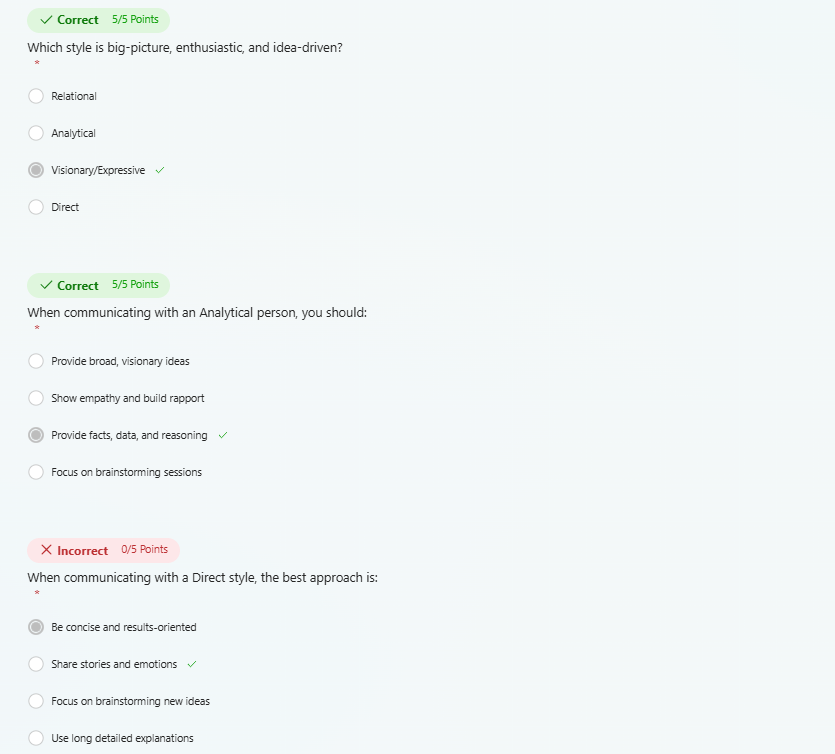 Correct 5/5 Points
Which style is big-picture, enthusiastic, and idea-driven?
*
Relational
Analytical
Visionary/Expressive
Direct
Correct 5/5 Points
When communicating with an Analytical person, you should:
*
Provide broad, visionary ideas
Show empathy and build rapport
Provide facts, data, and reasoning
Focus on brainstorming sessions
Incorrect 0/5 Points
When communicating with a Direct style, the best approach is:
*
Be concise and results-oriented
Share stories and emotions
Focus on brainstorming new ideas
Use long detailed explanations